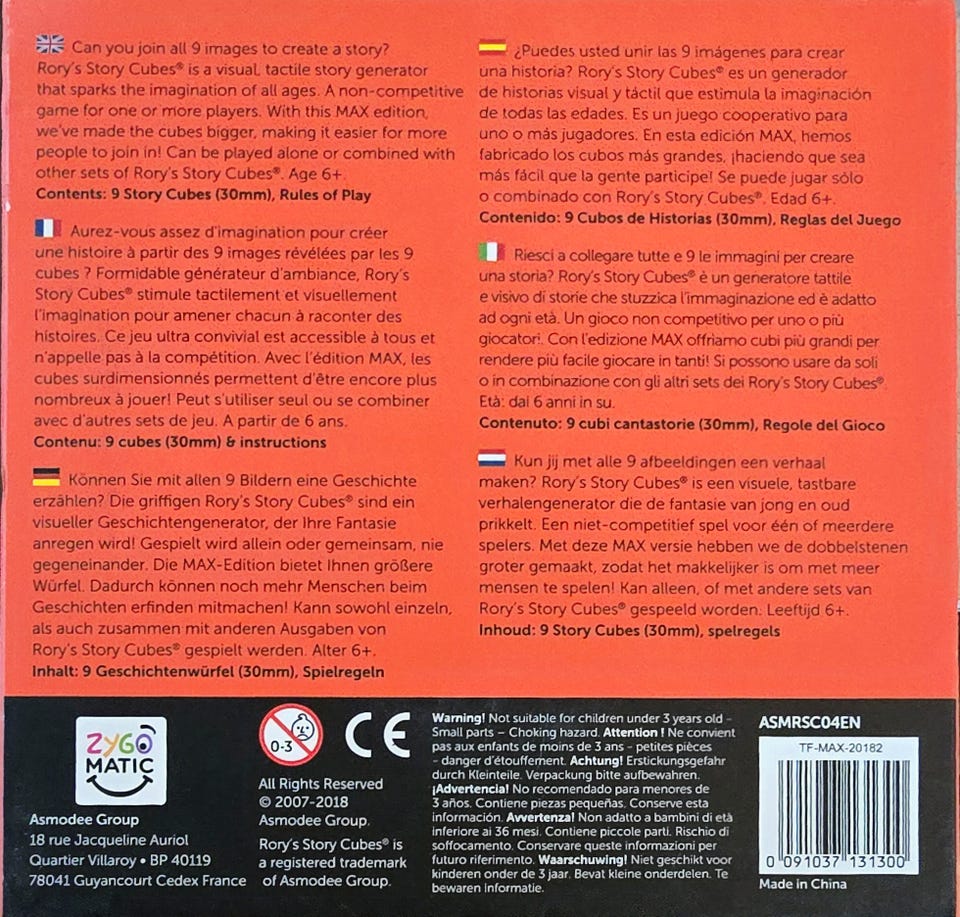 Can you join all 9 images to create a story?
Rory's Story Cubes® is a visual, tactile story generator
that sparks the imagination of all ages. A non-competitive
game for one or more players. With this MAX edition,
we've made the cubes bigger, making it easier for more
people to join in! Can be played alone or combined with
other sets of Rory's Story Cubes®. Age 6+.
Contents: 9 Story Cubes (30mm), Rules of Play
Aurez-vous assez d'imagination pour créer
une histoire à partir des 9 images révélées par les 9
cubes ? Formidable générateur d'ambiance, Rory's
Story Cubes® stimule tactilement et visuellement
l'imagination pour amener chacun à raconter des
histoires. Ce jeu ultra convivial est accessible à tous et
n'appelle pas à la compétition. Avec l'édition MAX, les
cubes surdimensionnés permettent d'être encore plus
nombreux à jouer! Peut s'utiliser seul ou se combiner
avec d'autres sets de jeu. A partir de 6 ans.
Contenu: 9 cubes (30mm) & instructions
Können Sie mit allen 9 Bildern eine Geschichte
erzählen? Die griffigen Rory's Story Cubes® sind ein
visueller Geschichtengenerator, der Ihre Fantasie
anregen wird! Gespielt wird allein oder gemeinsam, nie
gegeneinander. Die MAX-Edition bietet Ihnen größere
Würfel. Dadurch können noch mehr Menschen beim
Geschichten erfinden mitmachen! Kann sowohl einzeln,
als auch zusammen mit anderen Ausgaben von
Rory's Story Cubes® gespielt werden. Alter 6+.
Inhalt: 9 Geschichtenwürfel (30mm), Spielregeln
¿Puedes usted unir las 9 imágenes para crear
una historia? Rory's Story Cubes® es un generador
de historias visual y táctil que estimula la imaginación
de todas las edades. Es un juego cooperativo para
uno o más jugadores. En esta edición MAX, hemos
fabricado los cubos más grandes, ¡haciendo que sea
más fácil que la gente participe! Se puede jugar sólo
o combinado con Rory's Story Cubes®. Edad 6+.
Contenido: 9 Cubos de Historias (30mm), Reglas del Juego
Riesci a collegare tutte e 9 le immagini per creare
una storia? Rory's Story Cubes® è un generatore tattile
e visivo di storie che stuzzica l'immaginazione ed è adatto
ad ogni età. Un gioco non competitivo per uno o più
giocatori. Con l'edizione MAX offriamo cubi più grandi per
rendere più facile giocare in tanti! Si possono usare da soli
o in combinazione con gli altri sets dei Rory's Story Cubes®.
Età: dai 6 anni in su.
Contenuto: 9 cubi cantastorie (30mm), Regole del Gioco
Kun jij met alle 9 afbeeldingen een verhaal
maken? Rory's Story Cubes® is een visuele, tastbare
verhalengenerator die de fantasie van jong en oud
prikkelt. Een niet-competitief spel voor één of meerdere
spelers. Met deze MAX versie hebben we de dobbelstenen
groter gemaakt, zodat het makkelijker is om met meer
mensen te spelen! Kan alleen, of met andere sets van
Rory's Story Cubes® gespeeld worden. Leeftijd 6+.
Inhoud: 9 Story Cubes (30mm), spelregels
ZYGO
MATIC
Asmodee Group
18 rue Jacqueline Auriol
Quartier Villaroy • BP 40119
78041 Guyancourt Cedex France
0-3
CE
All Rights Reserved
© 2007-2018
Asmodee Group.
Rory's Story Cubes® is
a registered trademark
of Asmodee Group.
Warning! Not suitable for children under 3 years old –
Small parts – Choking hazard. Attention ! Ne convient
pas aux enfants de moins de 3 ans – petites pièces
– danger d'étouffement. Achtung! Erstickungsgefahr
durch Kleinteile. Verpackung bitte aufbewahren.
¡Advertencia! No recomendado para menores de
3 años. Contiene piezas pequeñas. Conserve esta
información. Avvertenza! Non adatto a bambini di età
inferiore ai 36 mesi. Contiene piccole parti. Rischio di
soffocamento. Conservare queste informazioni per
futuro riferimento. Waarschuwing! Niet geschikt voor
kinderen onder de 3 jaar. Bevat kleine onderdelen. Te
bewaren informatie.
ASMRSC04EN
TF-MAX-20182
0 091037 131300
Made in China